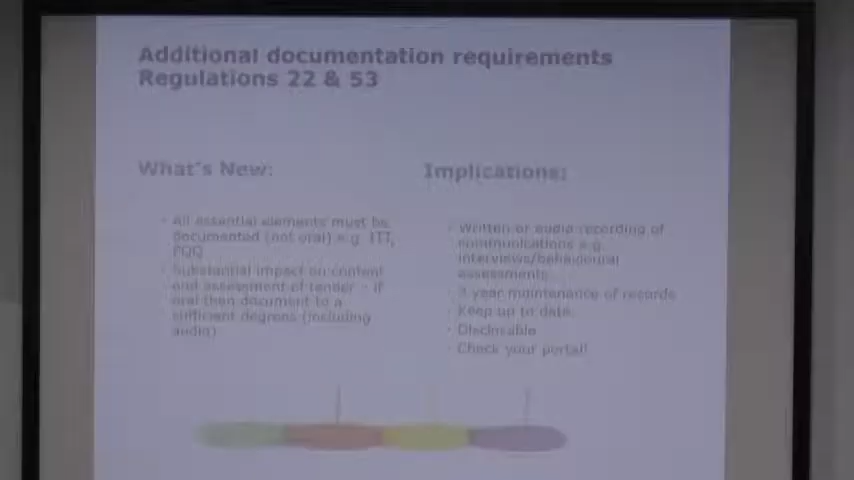 Additional documentation requirements
Regulations 22 & 53
What's New:
All essential elements must be
documented (not oral) e.g. ITT,
PQQ
Substantial impact on content
and assessment of tender - if
oral then document to a
sufficient degrees (including
audio)
Implications:
Written or audio recording of
communications e.g.
interviews/behavioural
assessments
3 year maintenance of records
Keep up to date
Disclosable
Check your portal!